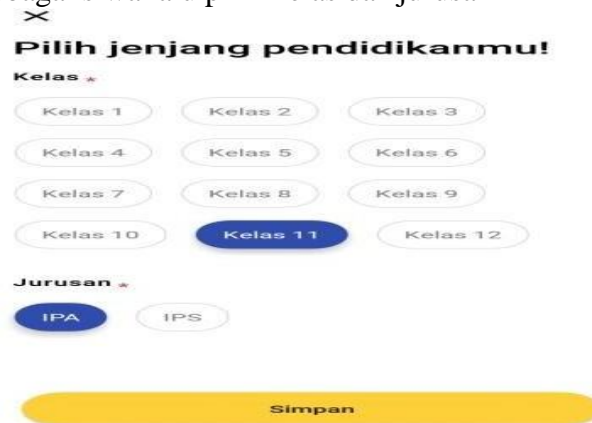 Pilih jenjang pendidikanmu!
Kelas *
Kelas 1 Kelas 2 Kelas 3
Kelas 4 Kelas 5 Kelas 6
Kelas 7 Kelas 8 Kelas 9
Kelas 10 Kelas 11 Kelas 12
Jurusan *
IPA IPS
Simpan